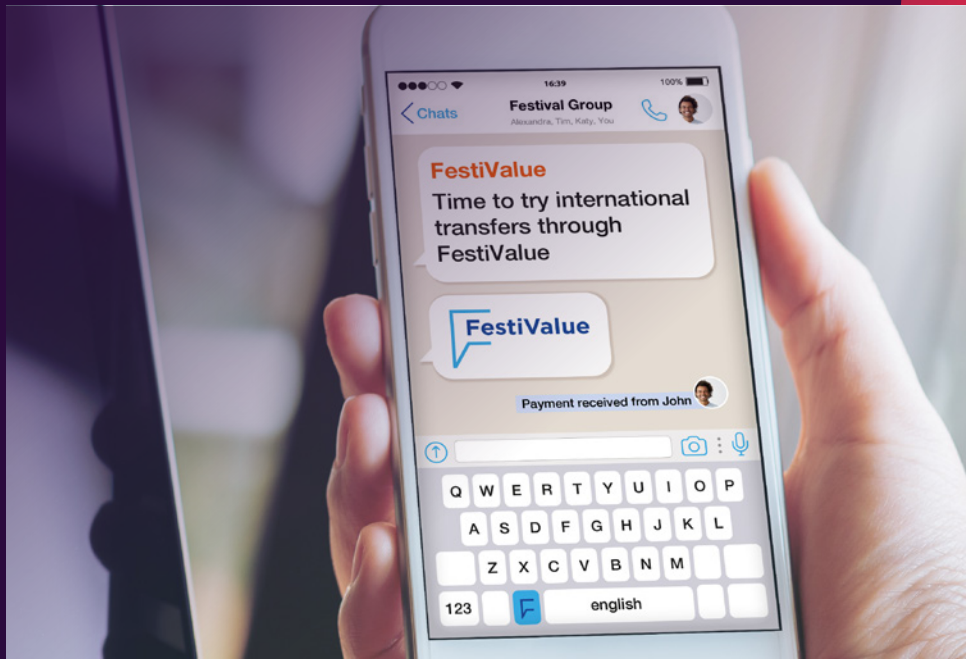 16:39
100%
Chats
Festival Group
Alexandra, Tim, Katy, You
FestiValue
Time to try international
transfers through
FestiValue
FestiValue
Payment received from John
Q W E R T Y U I O P
A S D F G H J K L
Z X C V B N M
123
english